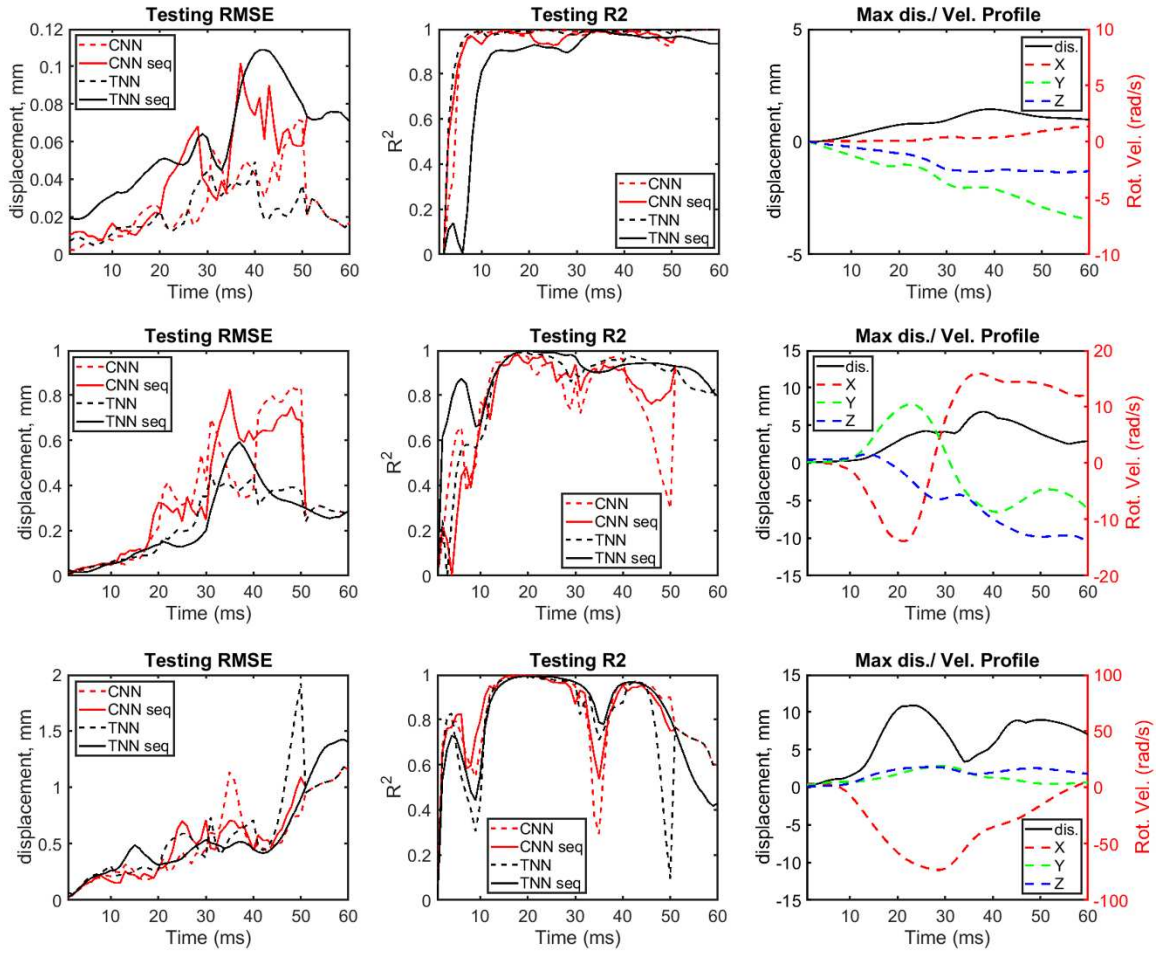 Testing RMSE
displacement, mm
0.12
0.1
0.08
0.06
0.04
0.02
0
CNN
CNN seq
TNN
TNN seq
10 20 30 40 50 60
Time (ms)
Testing R2
R2
1
0.8
0.6
0.4
0.2
0
CNN
CNN seq
TNN
TNN seq
10 20 30 40 50 60
Time (ms)
Max dis./ Vel. Profile
displacement, mm
5
0
-5
dis.
X
Y
Z
10
5
0
-5
-10
Rot. Vel. (rad/s)
10 20 30 40 50 60
Time (ms)
Testing RMSE
displacement, mm
1
0.8
0.6
0.4
0.2
0
CNN
CNN seq
TNN
TNN seq
10 20 30 40 50 60
Time (ms)
Testing R2
R2
1
0.8
0.6
0.4
0.2
0
CNN
CNN seq
TNN
TNN seq
10 20 30 40 50 60
Time (ms)
Max dis./ Vel. Profile
displacement, mm
15
10
5
0
-5
-10
-15
dis.
X
Y
Z
20
10
0
-10
-20
Rot. Vel. (rad/s)
10 20 30 40 50 60
Time (ms)
Testing RMSE
displacement, mm
2
1.5
1
0.5
0
CNN
CNN seq
TNN
TNN seq
10 20 30 40 50 60
Time (ms)
Testing R2
R2
1
0.8
0.6
0.4
0.2
0
CNN
CNN seq
TNN
TNN seq
10 20 30 40 50 60
Time (ms)
Max dis./ Vel. Profile
displacement, mm
15
10
5
0
-5
-10
-15
dis.
X
Y
Z
100
50
0
-50
-100
Rot. Vel. (rad/s)
10 20 30 40 50 60
Time (ms)